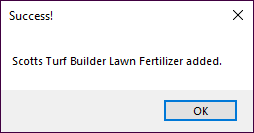 Success!
Scotts Turf Builder Lawn Fertilizer added.
OK